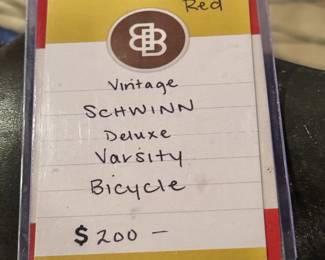 Red
Vintage
SCHWINN
Deluxe
Varsity
Bicycle
$200 —